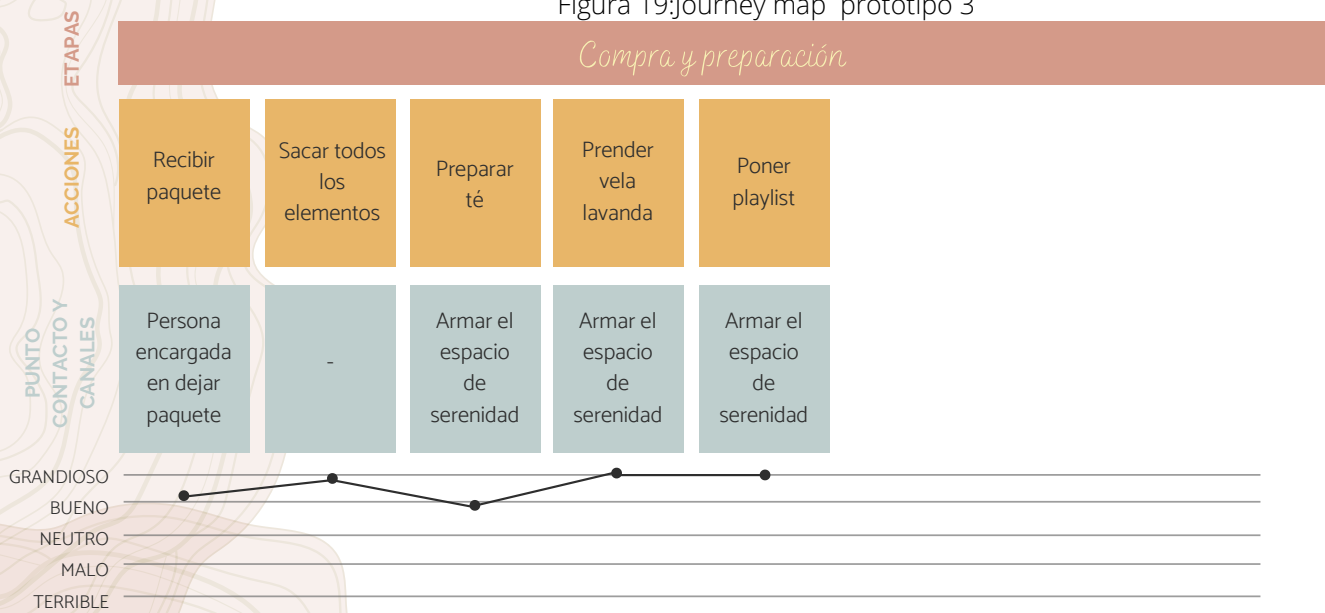 Figura 19:Journey map prototipo 3
ETAPAS
Compra y preparación
ACCIONES
Recibir
paquete
Sacar todos
los
elementos
Preparar
té
Prender
vela
lavanda
Poner
playlist
PUNTO
CONTACTO Y
CANALES
Persona
encargada
en dejar
paquete
-
Armar el
espacio
de
serenidad
Armar el
espacio
de
serenidad
Armar el
espacio
de
serenidad
GRANDIOSO
BUENO
NEUTRO
MALO
TERRIBLE